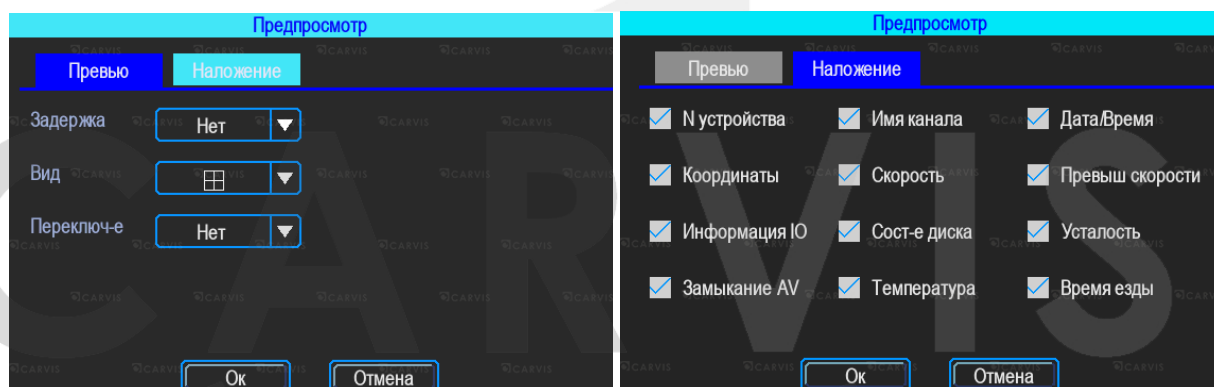 Предпросмотр
Превью Наложение
Задержка Нет
Вид
Переключ-е Нет
Ок Отмена
Предпросмотр
Превью Наложение
N устройства Имя канала Дата/Время
Координаты Скорость Превыш скорости
Информация IO Сост-е диска Усталость
Замыкание AV Температура Время езды
Ок Отмена
CARVIS